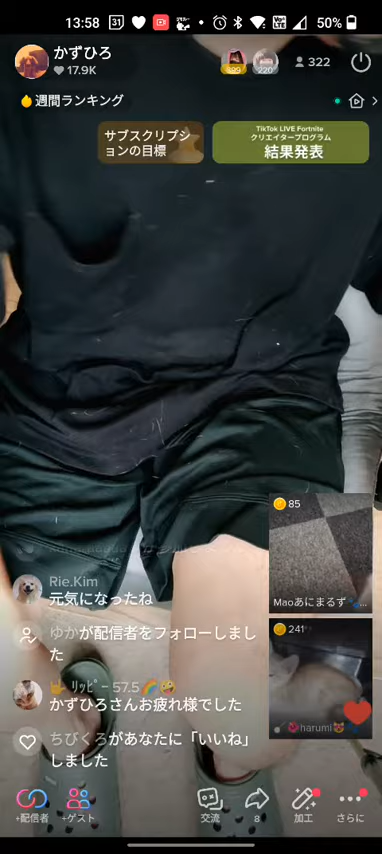 13:58
31
50%
かずひろ
17.9K
999
220
322
週間ランキング
サブスクリプシ
ョンの目標
TikTok LIVE Fortnite
クリエイタープログラム
結果発表
85
Maoあにまるず
241
harumi
Rie.Kim
元気になったね
ゆかが配信者をフォローしまし
た
リッピー 57.5
かずひろさんお疲れ様でした
ちびくろがあなたに「いいね」
しました
+配信者
+ゲスト
交流
8
加工
さらに